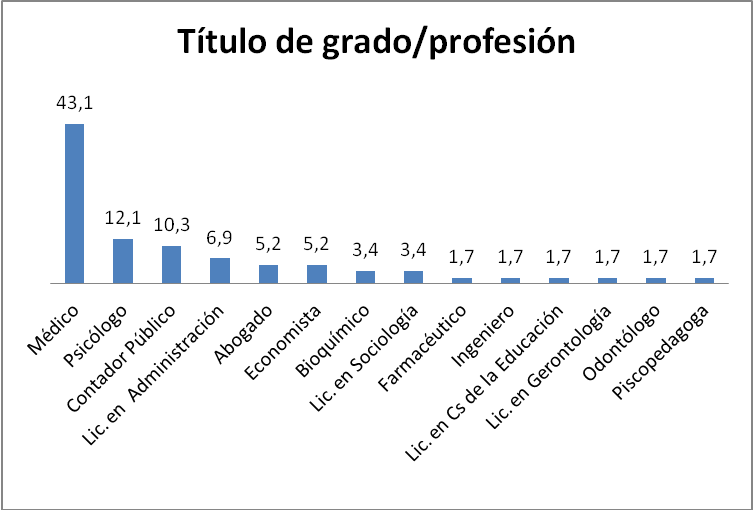 Título de grado/profesión
43,1
12,1
10,3
6,9
5,2
5,2
3,4
3,4
1,7
1,7
1,7
1,7
1,7
1,7
Médico
Psicólogo
Contador Público
Lic. en  Administración
Abogado
Economista
Bioquímico
Lic. en Sociología
Farmacéutico
Ingeniero
Lic. en Cs de la Educación
Lic. en Gerontología
Odontólogo
Piscopedagoga